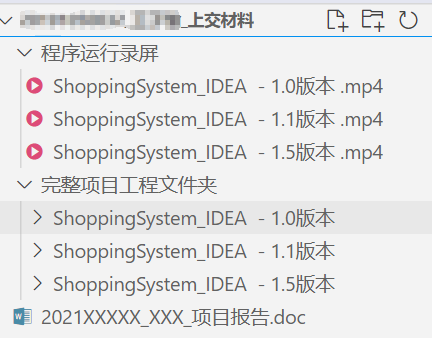 _上交材料
程序运行录屏
ShoppingSystem_IDEA - 1.0版本 .mp4
ShoppingSystem_IDEA - 1.1版本 .mp4
ShoppingSystem_IDEA - 1.5版本 .mp4
完整项目工程文件夹
ShoppingSystem_IDEA - 1.0版本
ShoppingSystem_IDEA - 1.1版本
ShoppingSystem_IDEA - 1.5版本
2021XXXXX_XXX_项目报告.doc